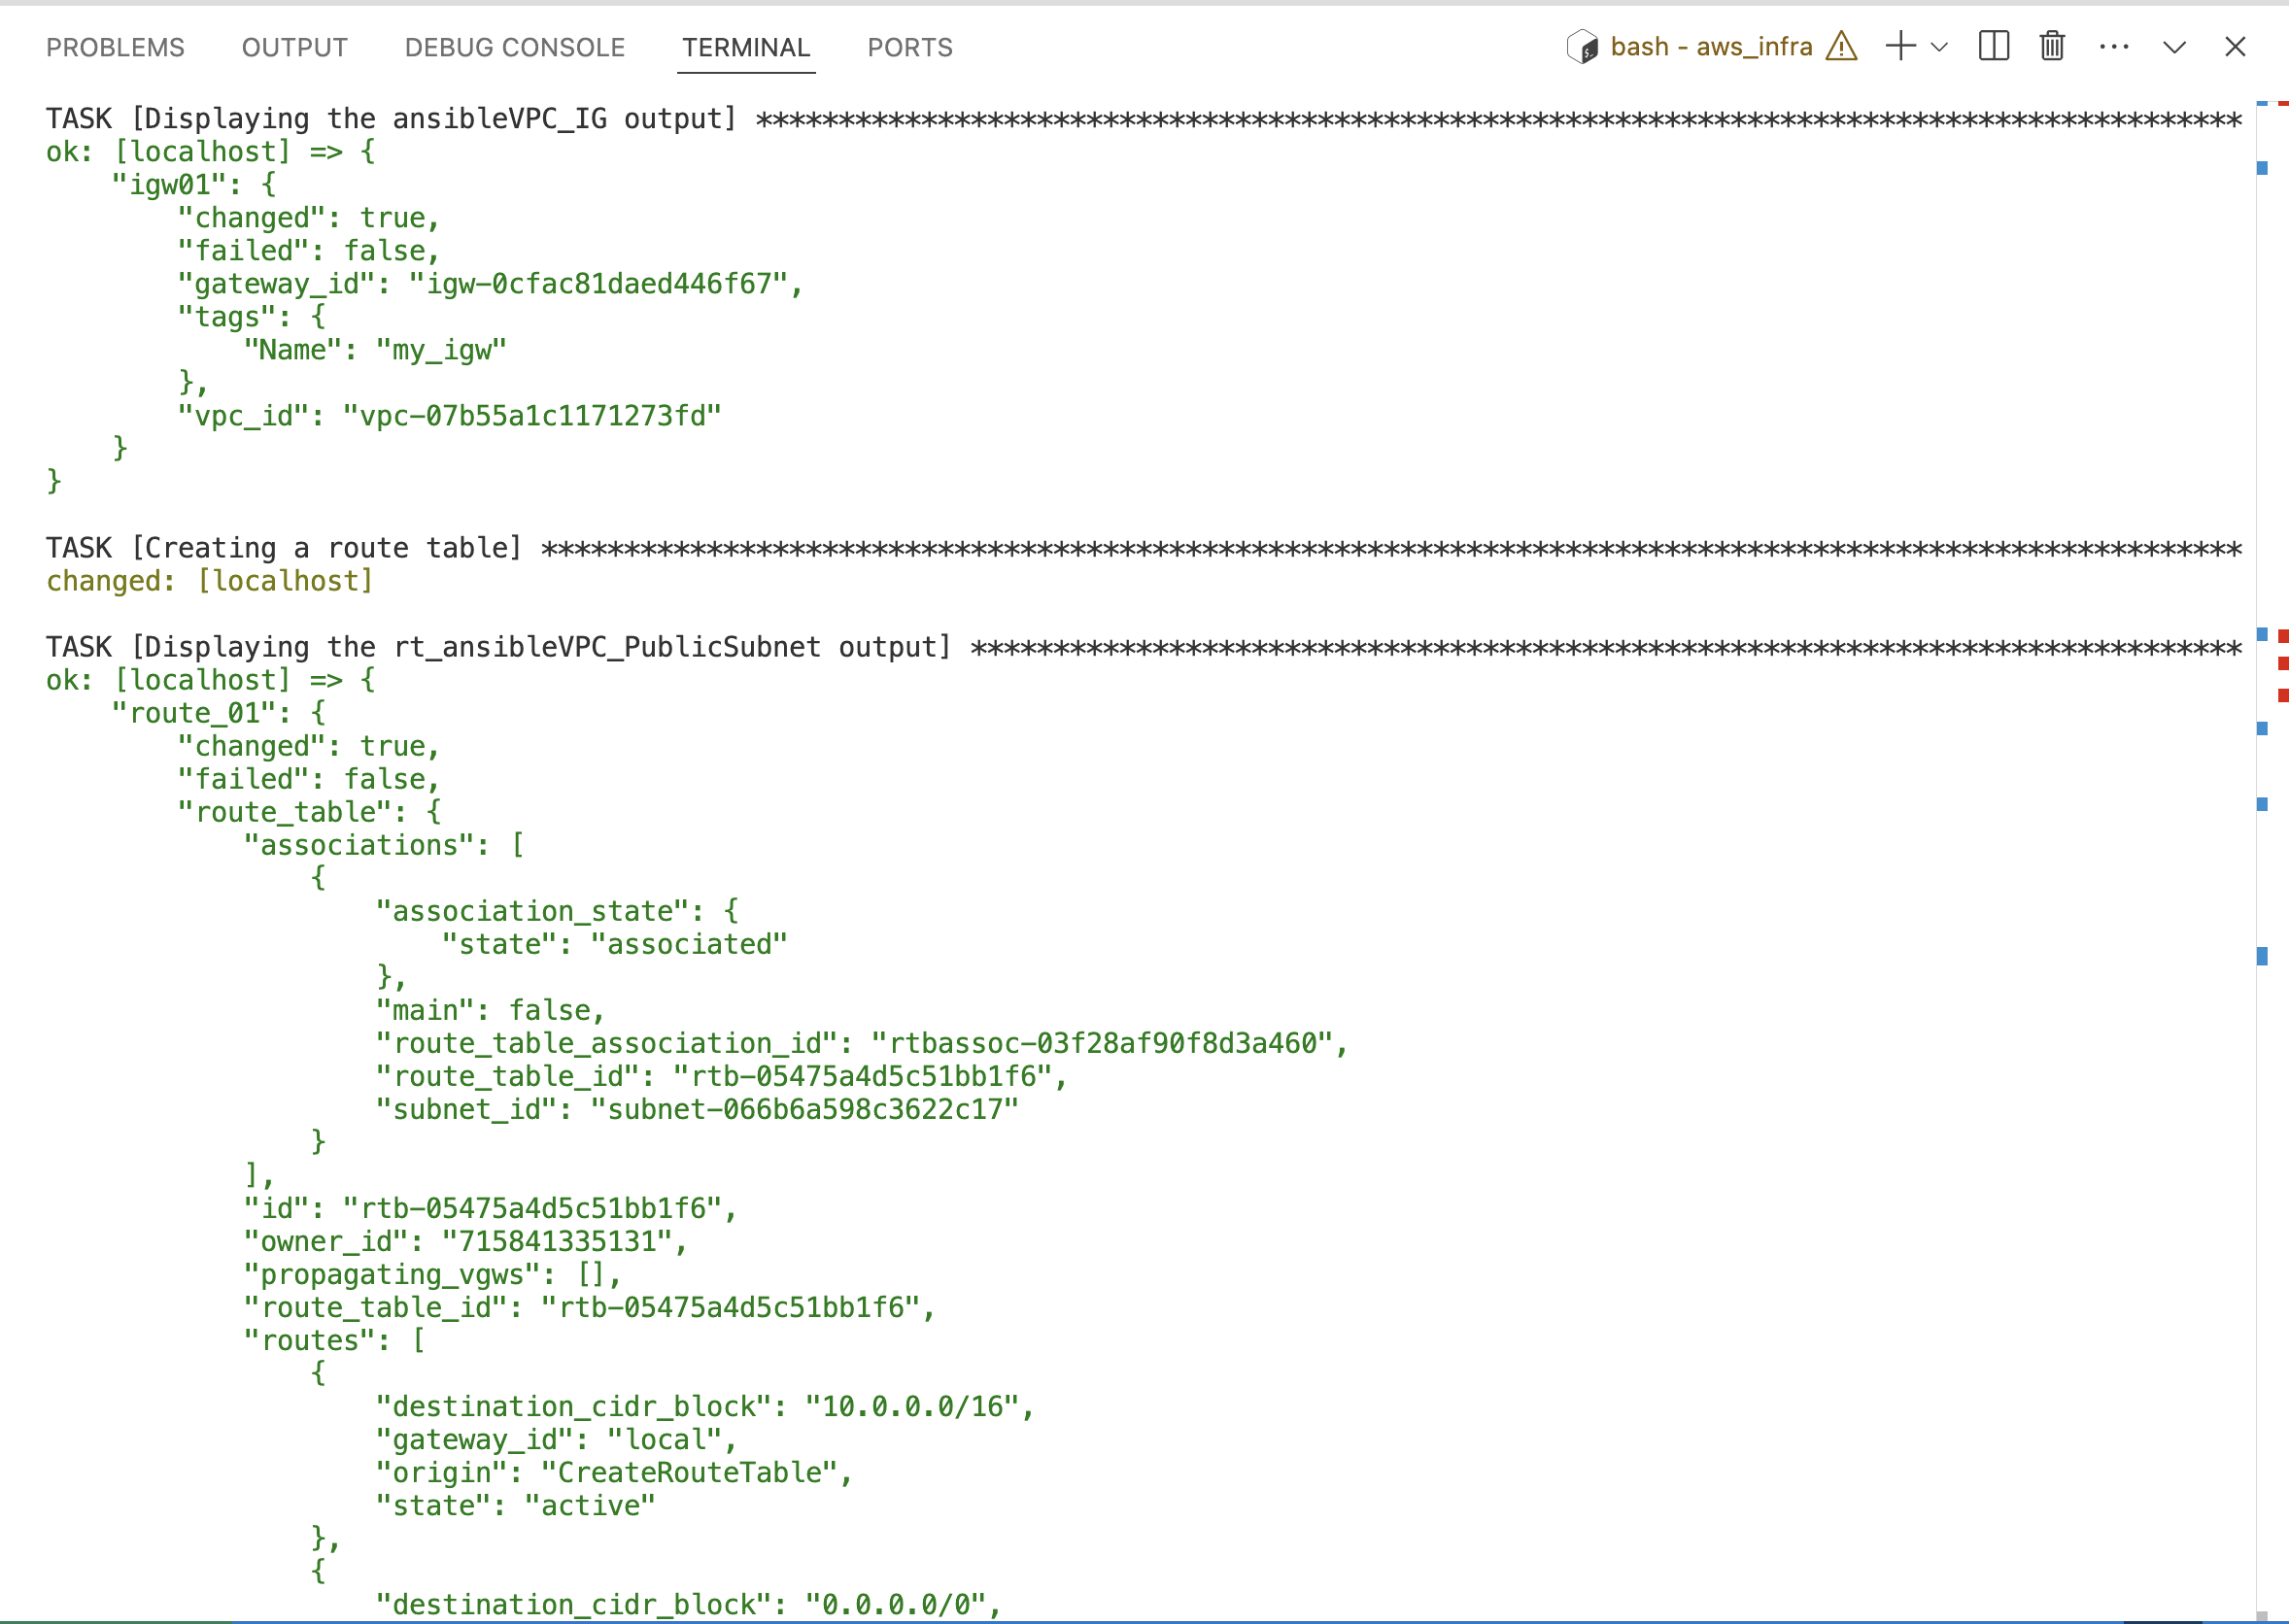 PROBLEMS OUTPUT DEBUG CONSOLE TERMINAL PORTS bash - aws_infra
TASK [Displaying the ansibleVPC_IG output] ******************************************************************************************
ok: [localhost] => {
    "igw01": {
        "changed": true,
        "failed": false,
        "gateway_id": "igw-0cfac81daed446f67",
        "tags": {
            "Name": "my_igw"
        },
        "vpc_id": "vpc-07b55a1c1171273fd"
    }
}
TASK [Creating a route table] *******************************************************************************************************
changed: [localhost]
TASK [Displaying the rt_ansibleVPC_PublicSubnet output] *****************************************************************************
ok: [localhost] => {
    "route_01": {
        "changed": true,
        "failed": false,
        "route_table": {
            "associations": [
                {
                    "association_state": {
                        "state": "associated"
                    },
                    "main": false,
                    "route_table_association_id": "rtbassoc-03f28af90f8d3a460",
                    "route_table_id": "rtb-05475a4d5c51bb1f6",
                    "subnet_id": "subnet-066b6a598c3622c17"
                }
            ],
            "id": "rtb-05475a4d5c51bb1f6",
            "owner_id": "715841335131",
            "propagating_vgws": [],
            "route_table_id": "rtb-05475a4d5c51bb1f6",
            "routes": [
                {
                    "destination_cidr_block": "10.0.0.0/16",
                    "gateway_id": "local",
                    "origin": "CreateRouteTable",
                    "state": "active"
                },
                {
                    "destination_cidr_block": "0.0.0.0/0",